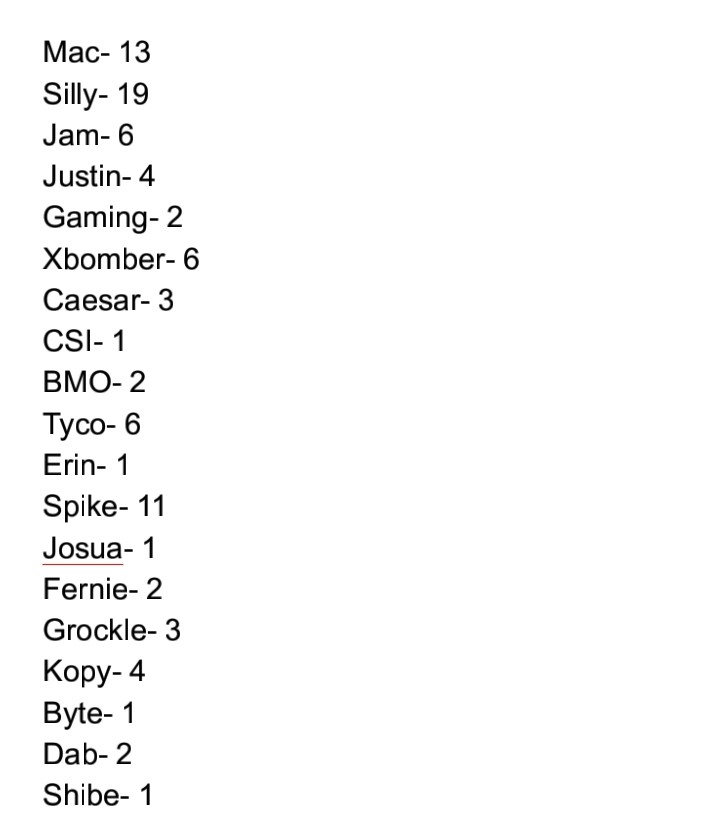 Mac- 13
Silly- 19
Jam- 6
Justin- 4
Gaming- 2
Xbomber- 6
Caesar- 3
CSI- 1
BMO- 2
Tyco- 6
Erin- 1
Spike- 11
Josua- 1
Fernie- 2
Grockle- 3
Kopy- 4
Byte- 1
Dab- 2
Shibe- 1